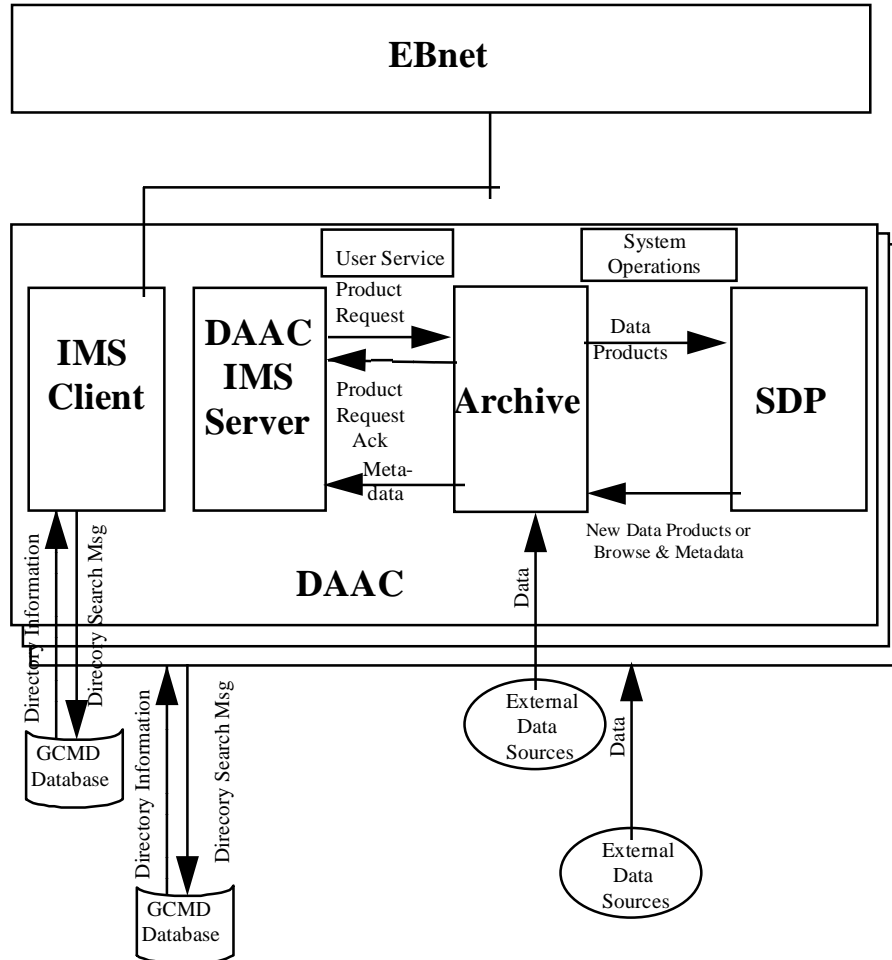 EBnet
User Service
System
Operations
IMS
Client
DAAC
IMS
Server
Product
Request
Product
Request
Ack
Meta-
data
Archive
Data
Products
SDP
New Data Products or
Browse & Metadata
DAAC
Directory Information
Direcory Search Msg
Data
GCMD
Database
Directory Information
Direcory Search Msg
External
Data
Sources
Data
GCMD
Database
External
Data
Sources